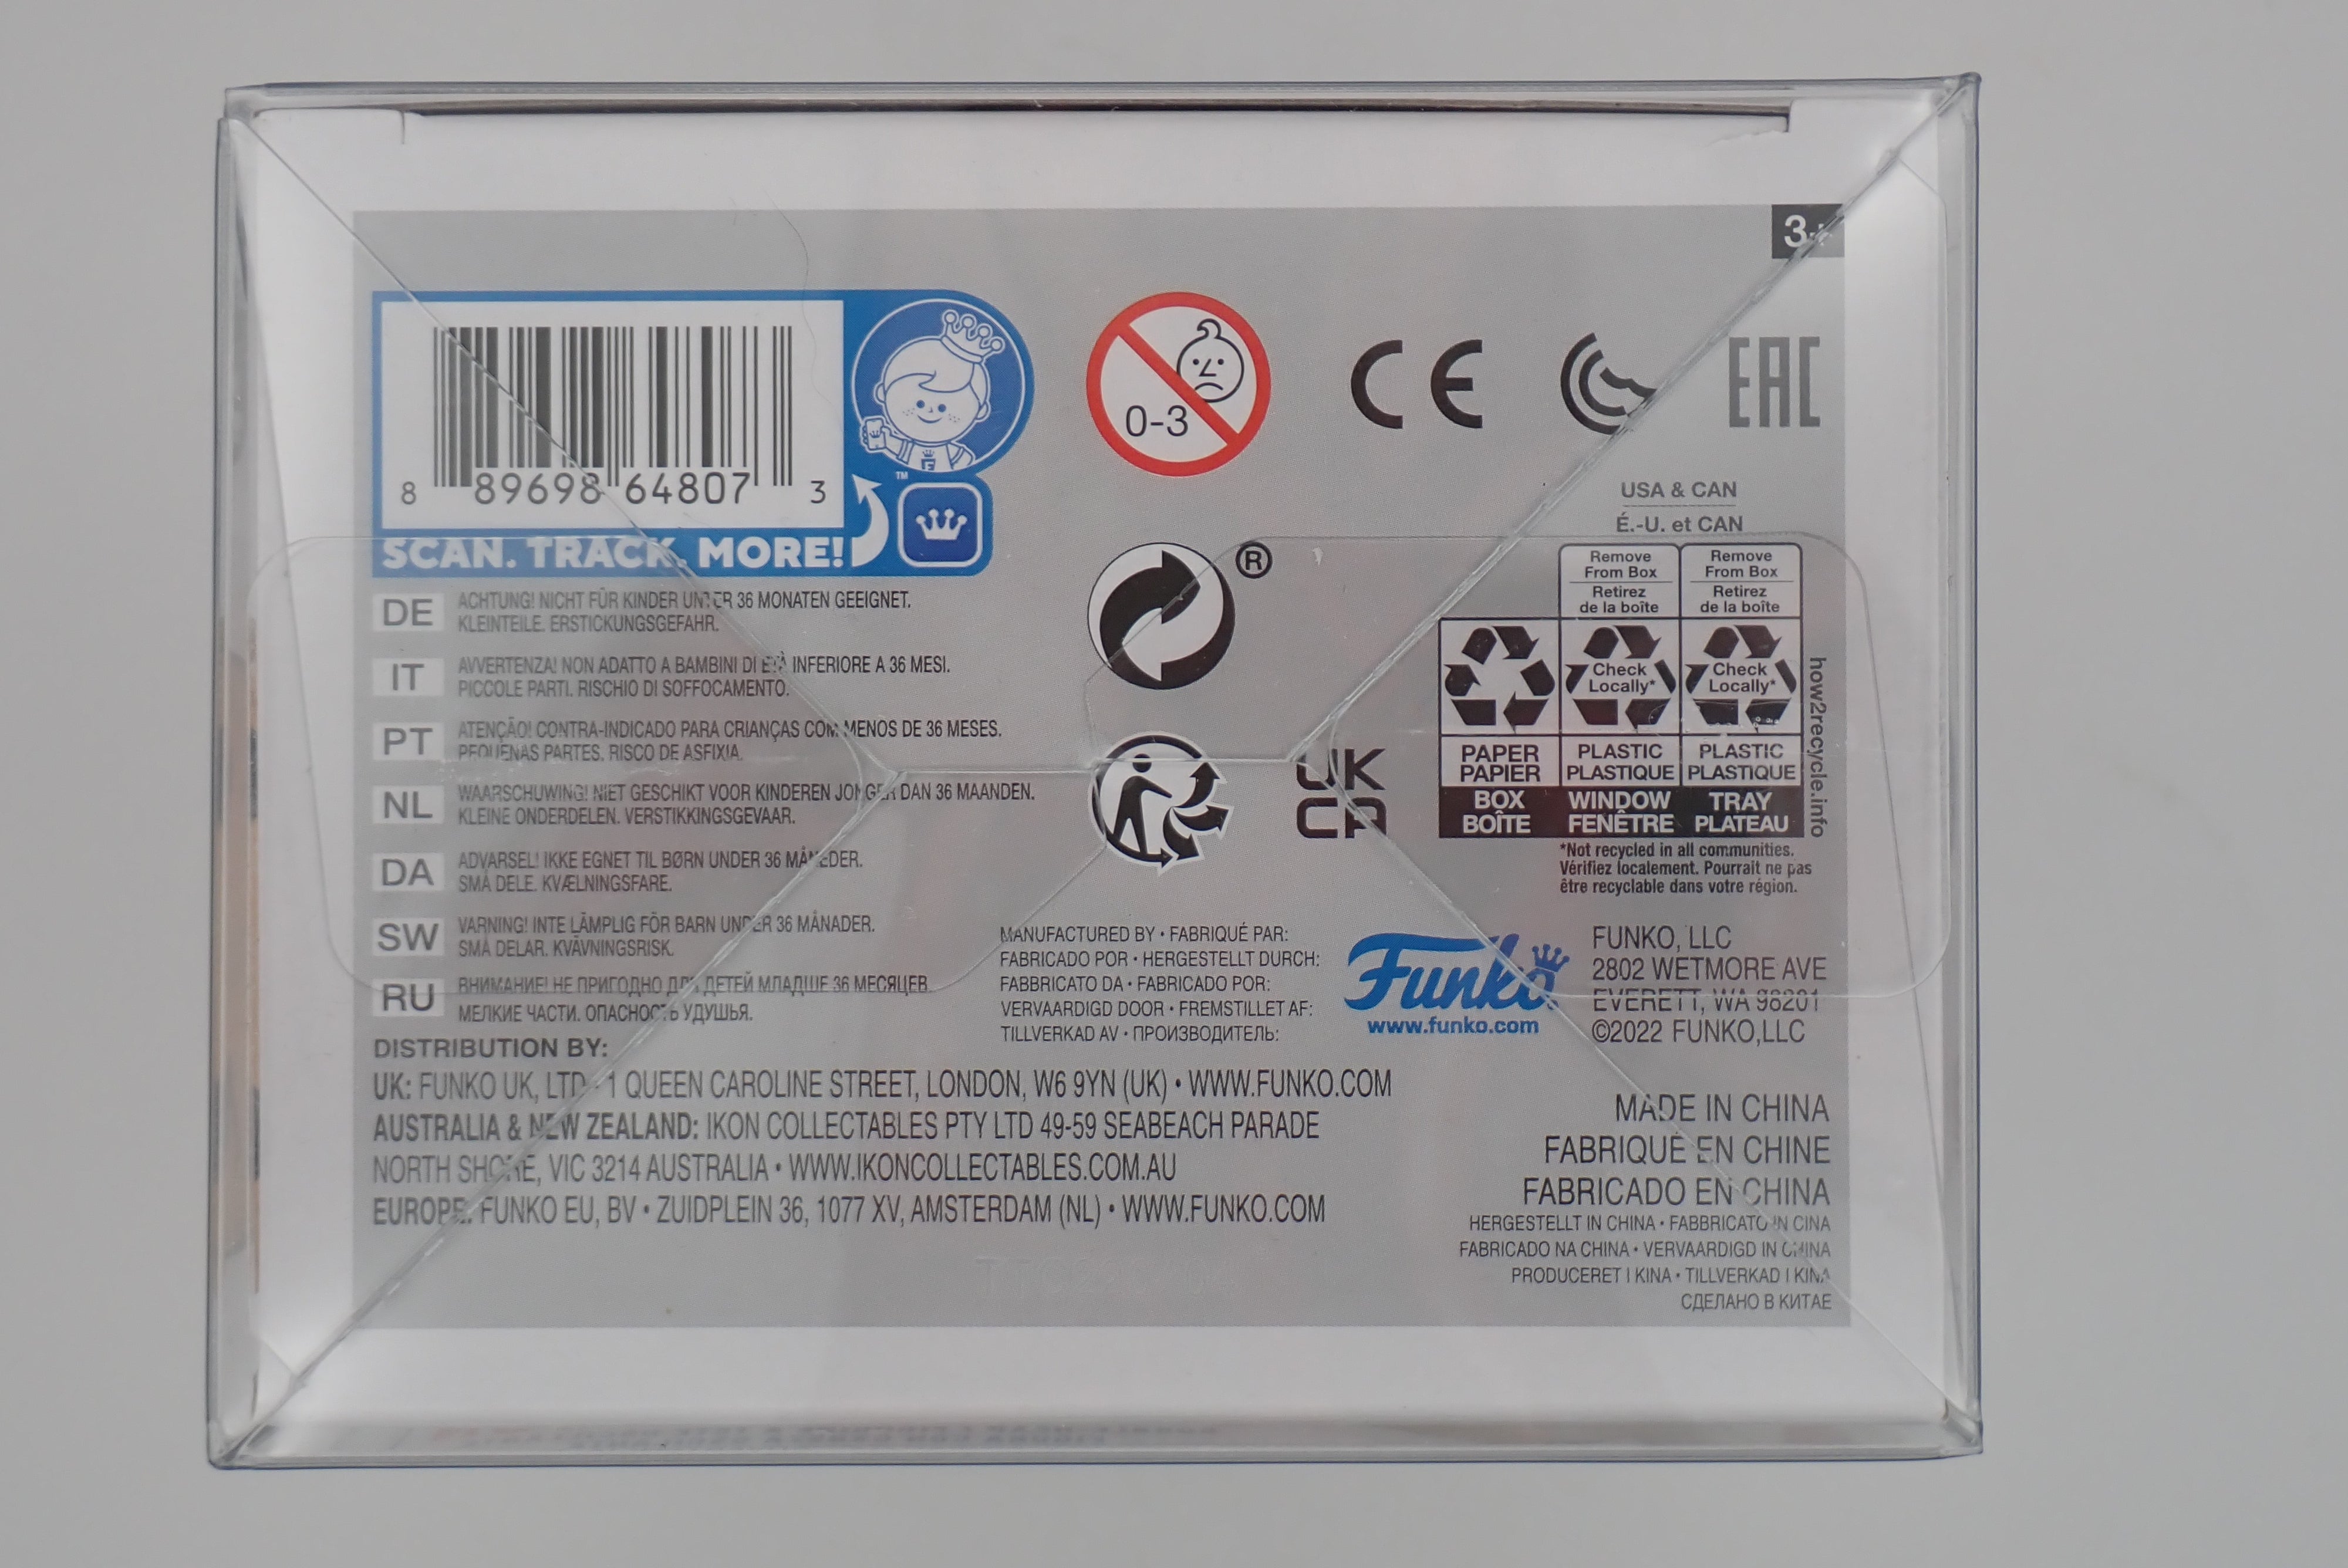 3+
8 89698 64807 3
SCAN. TRACK. MORE!
™
0-3
CE
EAC
USA & CAN
É.-U. et CAN
®
Remove
From Box
Retirez
de la boîte
Remove
From Box
Retirez
de la boîte
Check
Locally*
Check
Locally*
PAPER
PAPIER
PLASTIC
PLASTIQUE
PLASTIC
PLASTIQUE
BOX
BOÎTE
WINDOW
FENÊTRE
TRAY
PLATEAU
how2recycle.info
*Not recycled in all communities.
Vérifiez localement. Pourrait ne pas
être recyclable dans votre région.
UK
CA
DE ACHTUNG! NICHT FÜR KINDER UNTER 36 MONATEN GEEIGNET.
KLEINTEILE. ERSTICKUNGSGEFAHR.
IT AVVERTENZA! NON ADATTO A BAMBINI DI ETÀ INFERIORE A 36 MESI.
PICCOLE PARTI. RISCHIO DI SOFFOCAMENTO.
PT ATENÇÃO! CONTRA-INDICADO PARA CRIANÇAS COM MENOS DE 36 MESES.
PEQUENAS PARTES. RISCO DE ASFIXIA.
NL WAARSCHUWING! NIET GESCHIKT VOOR KINDEREN JONGER DAN 36 MAANDEN.
KLEINE ONDERDELEN. VERSTIKKINGSGEVAAR.
DA ADVARSEL! IKKE EGNET TIL BØRN UNDER 36 MÅNEDER.
SMÅ DELE. KVÆLNINGSFARE.
SW VARNING! INTE LÄMPLIG FÖR BARN UNDER 36 MÅNADER.
SMÅ DELAR. KVÄVNINGSRISK.
RU ВНИМАНИЕ! НЕ ПРИГОДНО ДЛЯ ДЕТЕЙ МЛАДШЕ 36 МЕСЯЦЕВ.
МЕЛКИЕ ЧАСТИ. ОПАСНОСТЬ УДУШЬЯ.
MANUFACTURED BY • FABRIQUÉ PAR:
FABRICADO POR • HERGESTELLT DURCH:
FABBRICATO DA • FABRICADO POR:
VERVAARDIGD DOOR • FREMSTILLET AF:
TILLVERKAD AV • ПРОИЗВОДИТЕЛЬ:
Funko
www.funko.com
FUNKO, LLC
2802 WETMORE AVE
EVERETT, WA 98201
©2022 FUNKO,LLC
DISTRIBUTION BY:
UK: FUNKO UK, LTD • 1 QUEEN CAROLINE STREET, LONDON, W6 9YN (UK) • WWW.FUNKO.COM
AUSTRALIA & NEW ZEALAND: IKON COLLECTABLES PTY LTD 49-59 SEABEACH PARADE
NORTH SHORE, VIC 3214 AUSTRALIA • WWW.IKONCOLLECTABLES.COM.AU
EUROPE: FUNKO EU, BV • ZUIDPLEIN 36, 1077 XV, AMSTERDAM (NL) • WWW.FUNKO.COM
MADE IN CHINA
FABRIQUÉ EN CHINE
FABRICADO EN CHINA
HERGESTELLT IN CHINA • FABBRICATO IN CINA
FABRICADO NA CHINA • VERVAARDIGD IN CHINA
PRODUCERET I KINA • TILLVERKAD I KINA
СДЕЛАНО В КИТАЕ